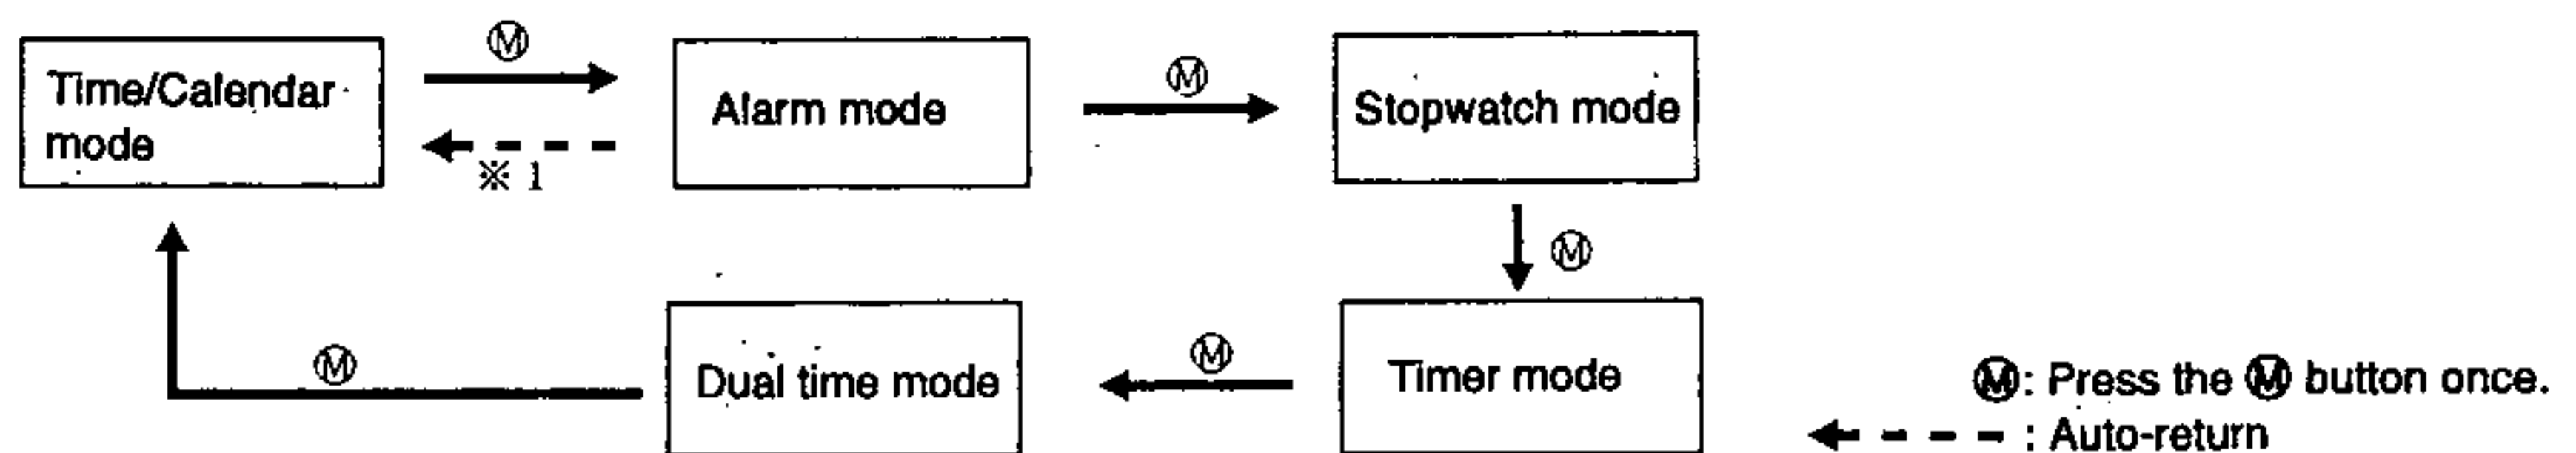 Ⓜ
Time/Calendar
mode
※ 1
Alarm mode
Ⓜ
Stopwatch mode
Ⓜ
Dual time mode
Ⓜ
Timer mode
Ⓜ
Ⓜ: Press the Ⓜ button once.
: Auto-return